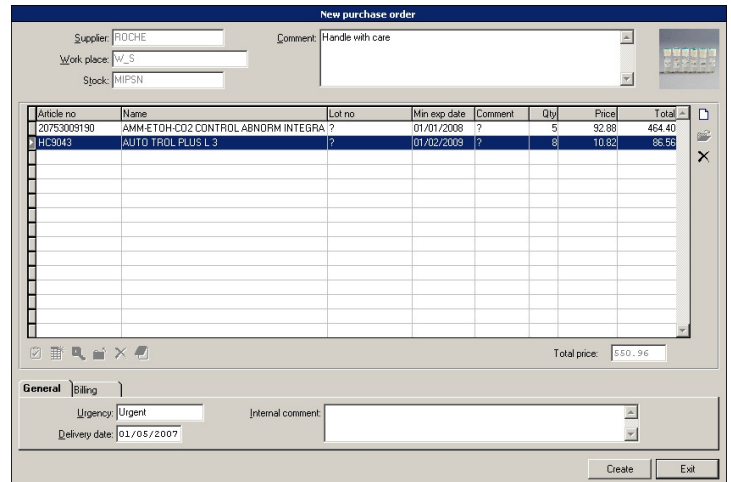 New purchase order
Supplier: ROCHE Comment: Handle with care
Work place: W_S
Stock: MIPSN
Article no Name Lot no Min exp date Comment Qty Price Total
20753009190 AMM-ETOH-CO2 CONTROL ABNORM INTEGRA ? 01/01/2008 ? 5 92.88 464.40
HC9043 AUTO TROL PLUS L 3 ? 01/02/2009 ? 8 10.82 86.56
Total price: 550.96
General Billing
Urgency: Urgent Internal comment:
Delivery date: 01/05/2007
Create Exit